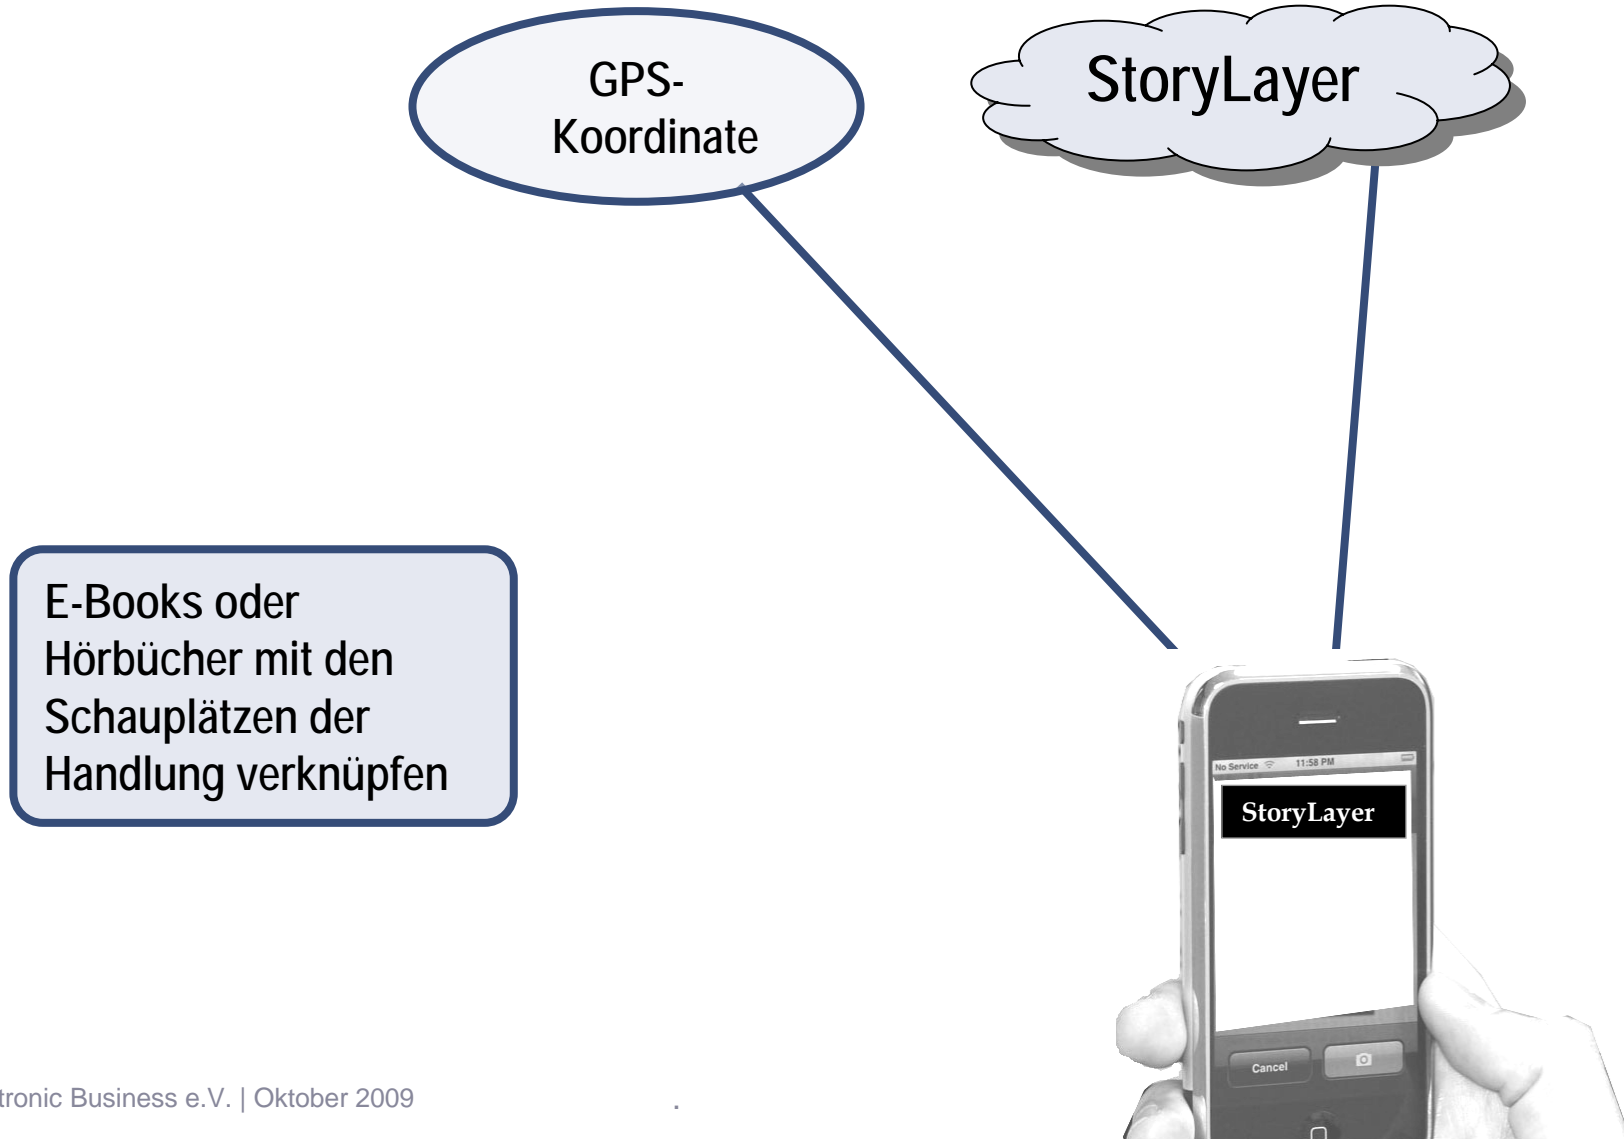 GPS-
Koordinate
StoryLayer
E-Books oder
Hörbücher mit den
Schauplätzen der
Handlung verknüpfen
No Service 11:58 PM
StoryLayer
Cancel
tronic Business e.V. | Oktober 2009
.